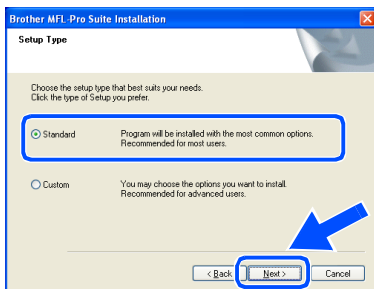 Brother MFL-Pro Suite Installation
Setup Type
Choose the setup type that best suits your needs.
Click the type of Setup you prefer.
Standard
Program will be installed with the most common options.
Recommended for most users.
Custom
You may choose the options you want to install.
Recommended for advanced users.
< Back
Next >
Cancel